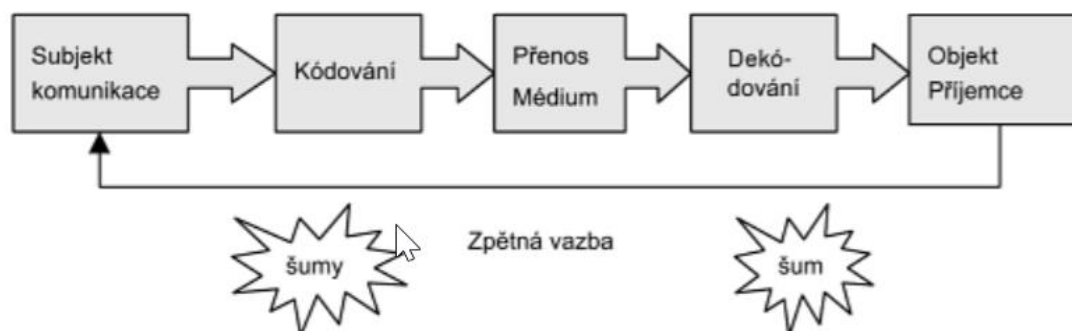 Subjekt
komunikace
Kódování
Přenos
Médium
Dekó-
dování
Objekt
Příjemce
Zpětná vazba
šumy
šum